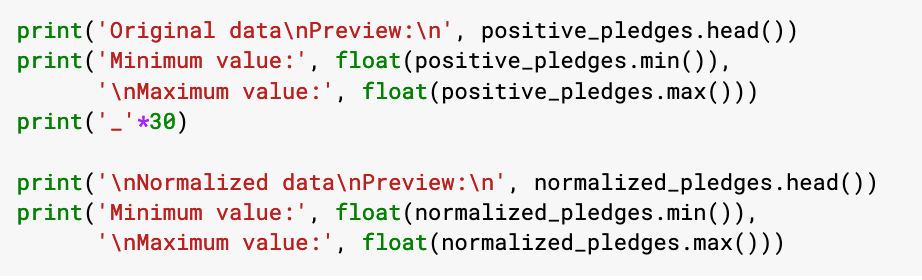 print('Original data\nPreview:\n', positive_pledges.head())
print('Minimum value:', float(positive_pledges.min()),
      '\nMaximum value:', float(positive_pledges.max()))
print('_'*30)

print('\nNormalized data\nPreview:\n', normalized_pledges.head())
print('Minimum value:', float(normalized_pledges.min()),
      '\nMaximum value:', float(normalized_pledges.max()))